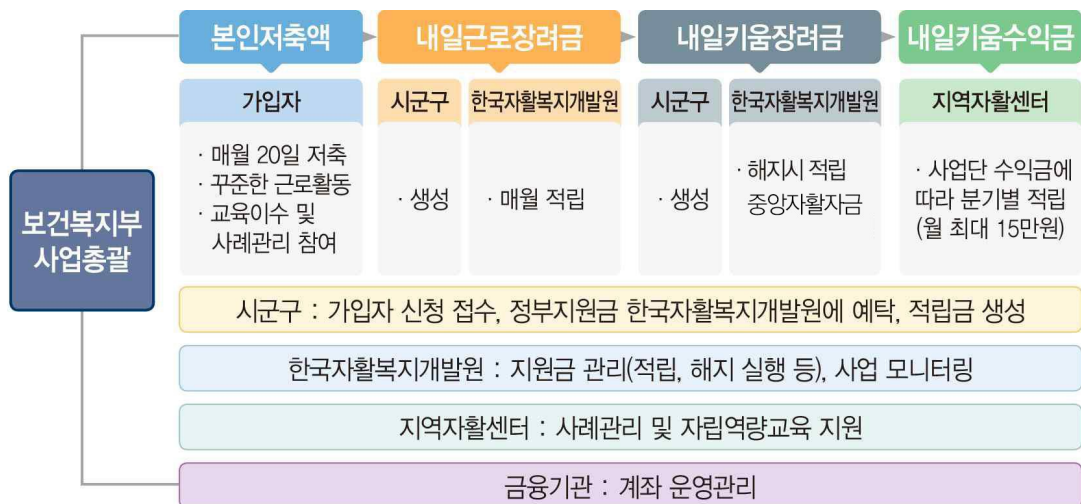 본인저축액
내일근로장려금
내일키움장려금
내일키움수익금
가입자
시군구
한국자활복지개발원
시군구
한국자활복지개발원
지역자활센터
· 매월 20일 저축
· 꾸준한 근로활동
· 교육이수 및
사례관리 참여
· 생성
· 매월 적립
· 생성
· 해지시 적립
중앙자활자금
· 사업단 수익금에
따라 분기별 적립
(월 최대 15만원)
보건복지부
사업총괄
시군구 : 가입자 신청 접수, 정부지원금 한국자활복지개발원에 예탁, 적립금 생성
한국자활복지개발원 : 지원금 관리(적립, 해지 실행 등), 사업 모니터링
지역자활센터 : 사례관리 및 자립역량교육 지원
금융기관 : 계좌 운영관리